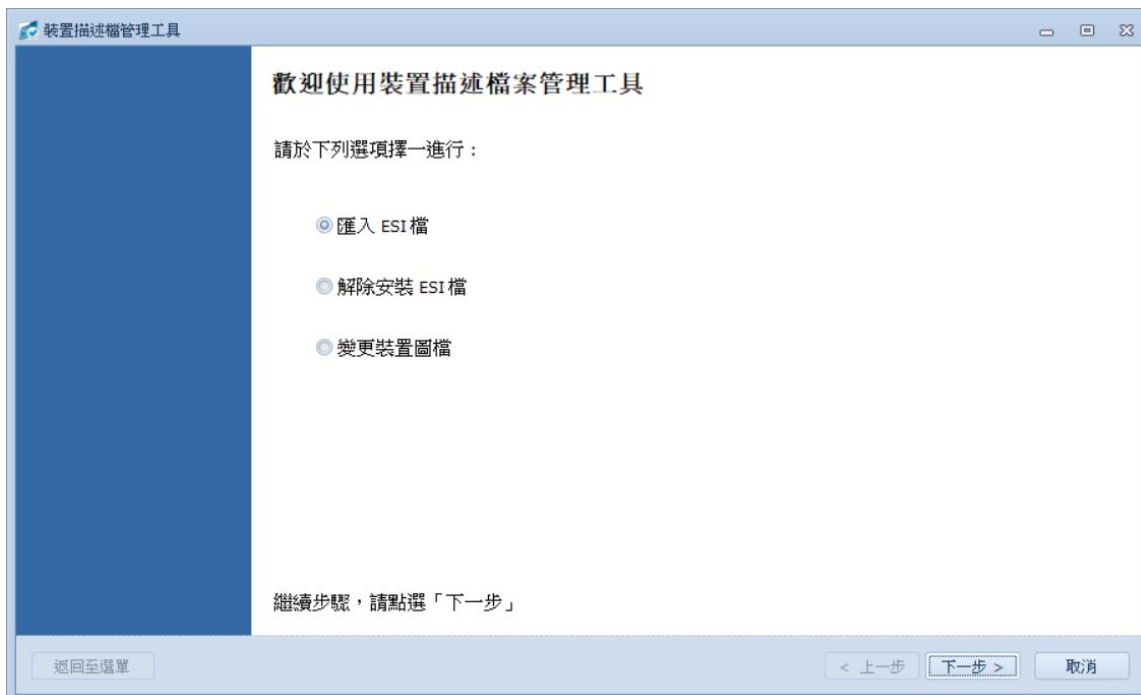 裝置描述檔管理工具
歡迎使用裝置描述檔案管理工具
請於下列選項擇一進行：
匯入 ESI 檔
解除安裝 ESI 檔
變更裝置圖檔
繼續步驟，請點選「下一步」
返回至選單
< 上一步
下一步 >
取消